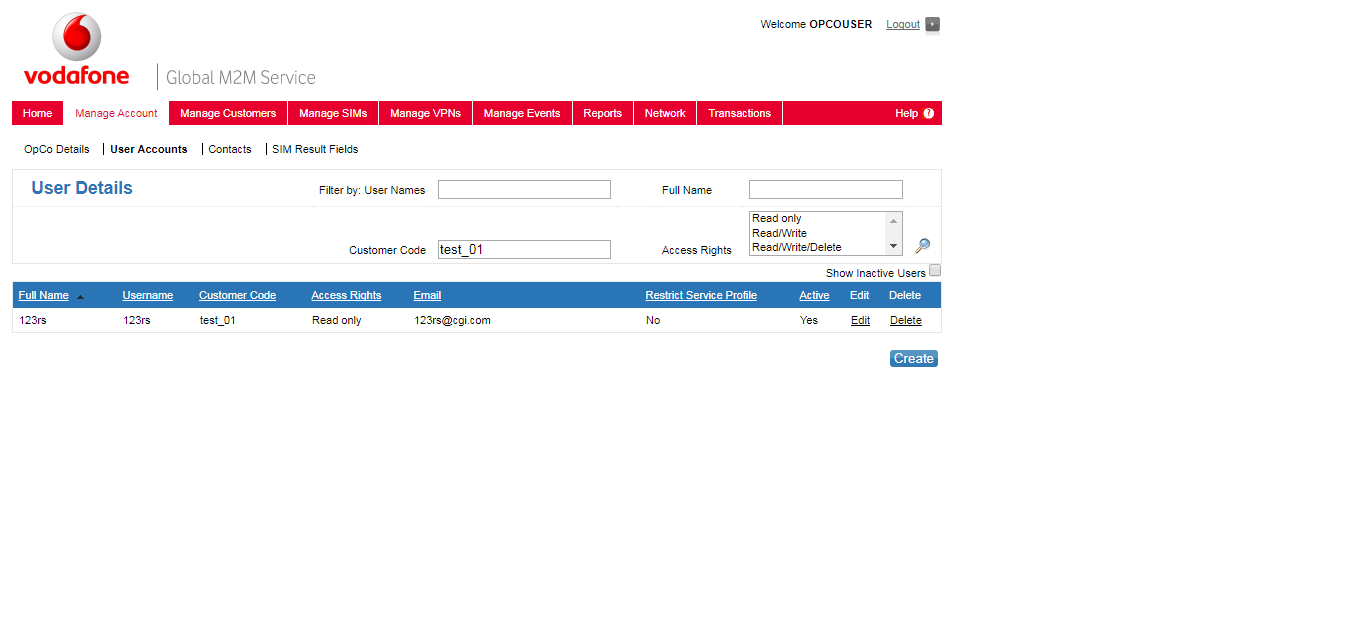 Welcome OPCOUSER Logout
vodafone Global M2M Service
Home Manage Account Manage Customers Manage SIMs Manage VPNs Manage Events Reports Network Transactions Help ?
OpCo Details User Accounts Contacts SIM Result Fields
User Details Filter by: User Names Full Name
Read only
Read/Write
Customer Code test_01 Access Rights Read/Write/Delete
Show Inactive Users
Full Name Username Customer Code Access Rights Email Restrict Service Profile Active Edit Delete
123rs 123rs test_01 Read only 123rs@cgi.com No Yes Edit Delete
Create